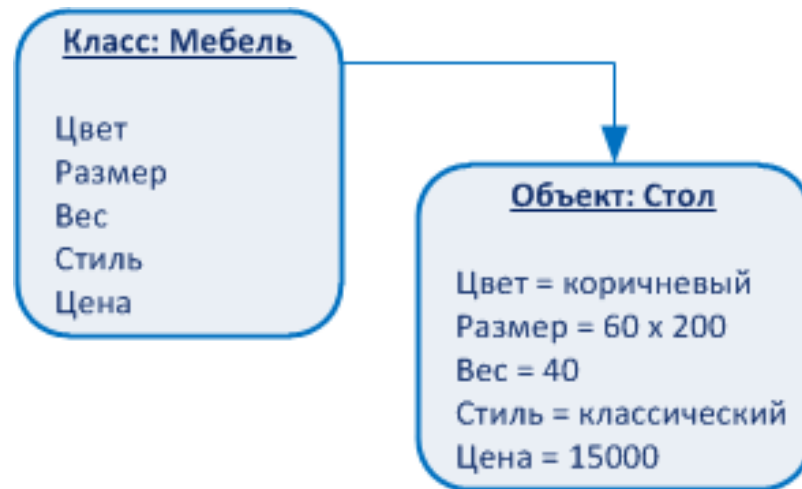 Класс: Мебель
Цвет
Размер
Вес
Стиль
Цена
Объект: Стол
Цвет = коричневый
Размер = 60 x 200
Вес = 40
Стиль = классический
Цена = 15000